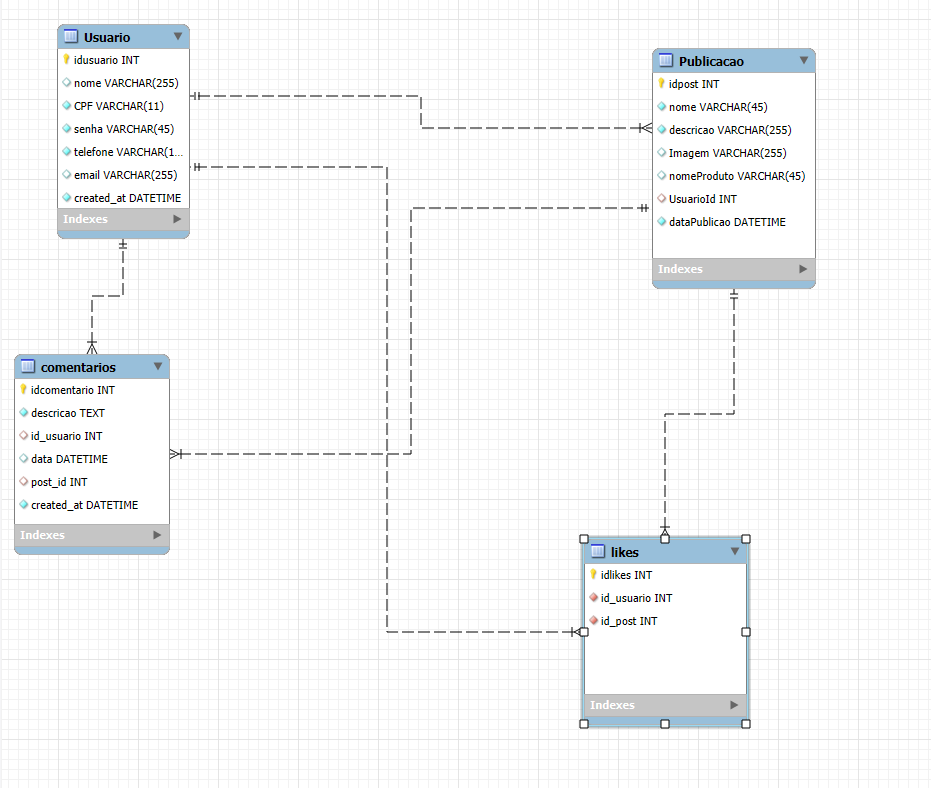 Usuario
idusuario INT
nome VARCHAR(255)
CPF VARCHAR(11)
senha VARCHAR(45)
telefone VARCHAR(1...
email VARCHAR(255)
created_at DATETIME
Indexes
Publicacao
idpost INT
nome VARCHAR(45)
descricao VARCHAR(255)
Imagem VARCHAR(255)
nomeProduto VARCHAR(45)
UsuarioId INT
dataPublicao DATETIME
Indexes
comentarios
idcomentario INT
descricao TEXT
id_usuario INT
data DATETIME
post_id INT
created_at DATETIME
Indexes
likes
idlikes INT
id_usuario INT
id_post INT
Indexes